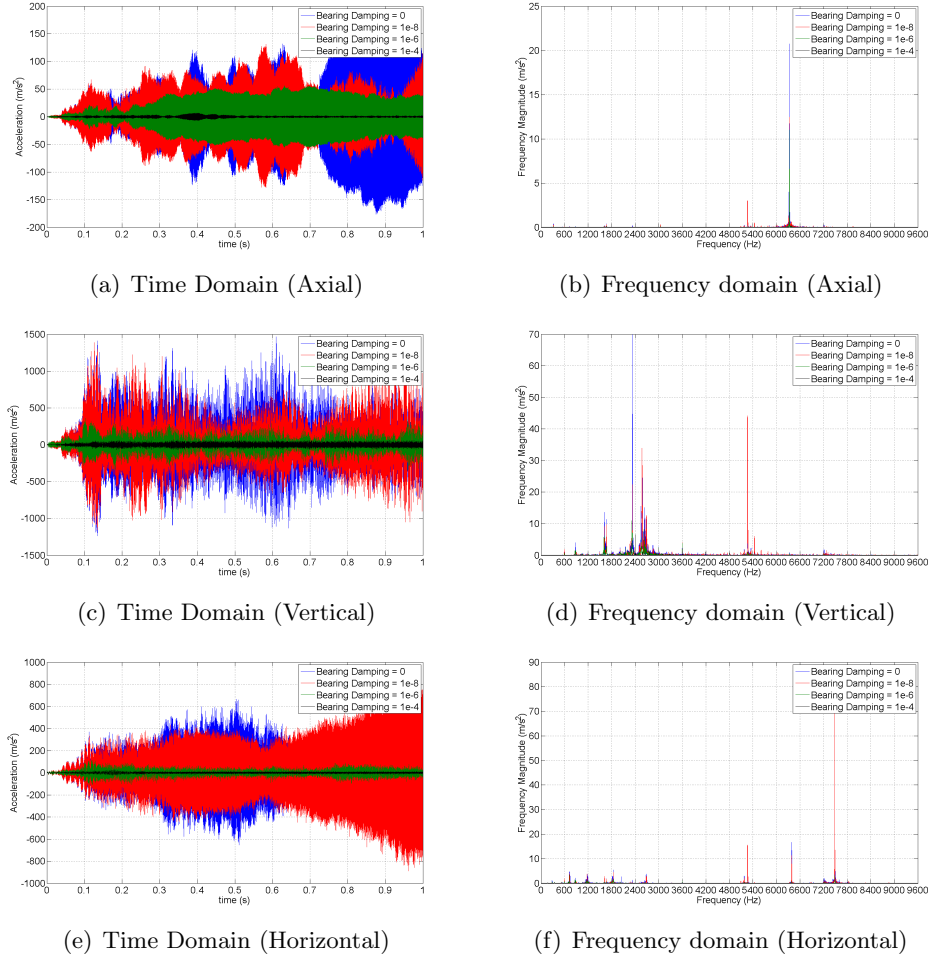 200
150
100
50
0
-50
-100
-150
-200
Acceleration (m/s²)
0 0.1 0.2 0.3 0.4 0.5 0.6 0.7 0.8 0.9 1
time (s)
Bearing Damping = 0
Bearing Damping = 1e-8
Bearing Damping = 1e-6
Bearing Damping = 1e-4
(a) Time Domain (Axial)
25
20
15
10
5
0
Frequency Magnitude (m/s²)
600 1200 1800 2400 3000 3600 4200 4800 5400 6000 6600 7200 7800 8400 9000 9600
Frequency (Hz)
Bearing Damping = 0
Bearing Damping = 1e-8
Bearing Damping = 1e-6
Bearing Damping = 1e-4
(b) Frequency domain (Axial)
1500
1000
500
0
-500
-1000
-1500
Acceleration (m/s²)
0 0.1 0.2 0.3 0.4 0.5 0.6 0.7 0.8 0.9 1
time (s)
Bearing Damping = 0
Bearing Damping = 1e-8
Bearing Damping = 1e-6
Bearing Damping = 1e-4
(c) Time Domain (Vertical)
70
60
50
40
30
20
10
0
Frequency Magnitude (m/s²)
600 1200 1800 2400 3000 3600 4200 4800 5400 6000 6600 7200 7800 8400 9000 9600
Frequency (Hz)
Bearing Damping = 0
Bearing Damping = 1e-8
Bearing Damping = 1e-6
Bearing Damping = 1e-4
(d) Frequency domain (Vertical)
1000
800
600
400
200
0
-200
-400
-600
-800
-1000
Acceleration (m/s²)
0 0.1 0.2 0.3 0.4 0.5 0.6 0.7 0.8 0.9 1
time (s)
Bearing Damping = 0
Bearing Damping = 1e-8
Bearing Damping = 1e-6
Bearing Damping = 1e-4
(e) Time Domain (Horizontal)
90
80
70
60
50
40
30
20
10
0
Frequency Magnitude (m/s²)
600 1200 1800 2400 3000 3600 4200 4800 5400 6000 6600 7200 7800 8400 9000 9600
Frequency (Hz)
Bearing Damping = 0
Bearing Damping = 1e-8
Bearing Damping = 1e-6
Bearing Damping = 1e-4
(f) Frequency domain (Horizontal)